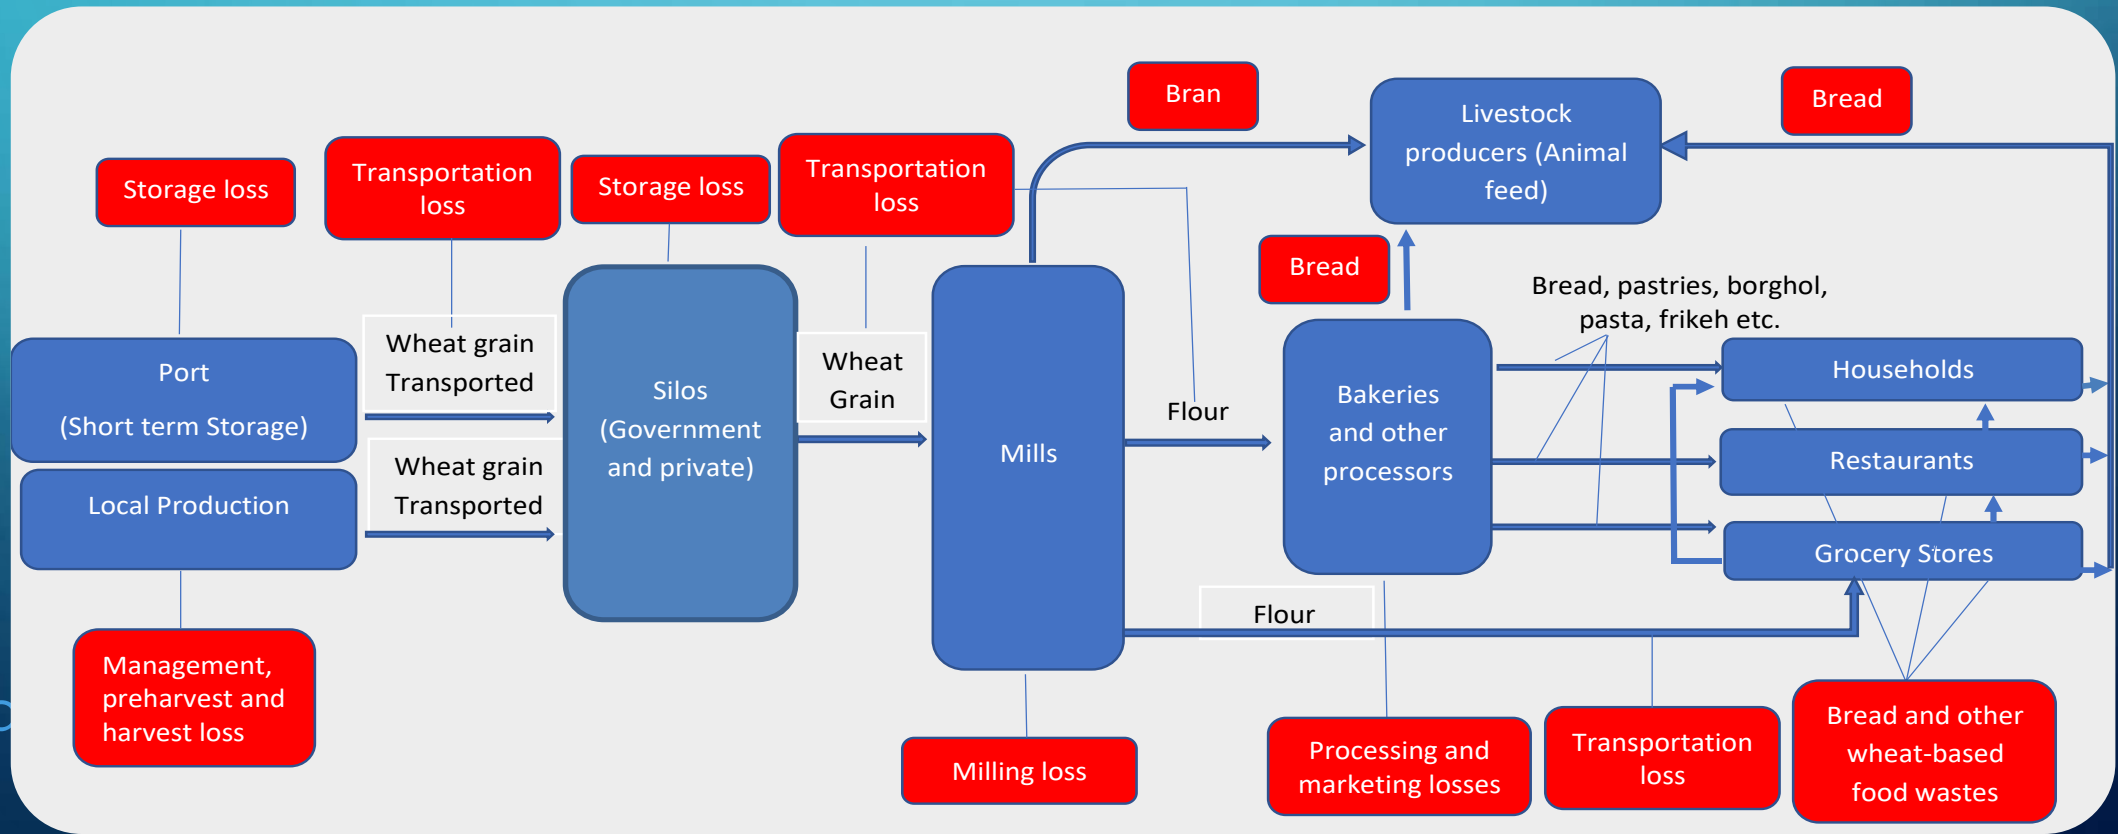 Bran
Bread
Livestock
producers (Animal
feed)
Storage loss
Transportation
loss
Storage loss
Transportation
loss
Bread
Bread, pastries, borghol,
pasta, frikeh etc.
Wheat grain
Transported
Port
(Short term Storage)
Wheat grain
Transported
Local Production
Silos
(Government
and private)
Wheat
Grain
Mills
Flour
Bakeries
and other
processors
Households
Restaurants
Grocery Stores
Flour
Management,
preharvest and
harvest loss
Milling loss
Processing and
marketing losses
Transportation
loss
Bread and other
wheat-based
food wastes